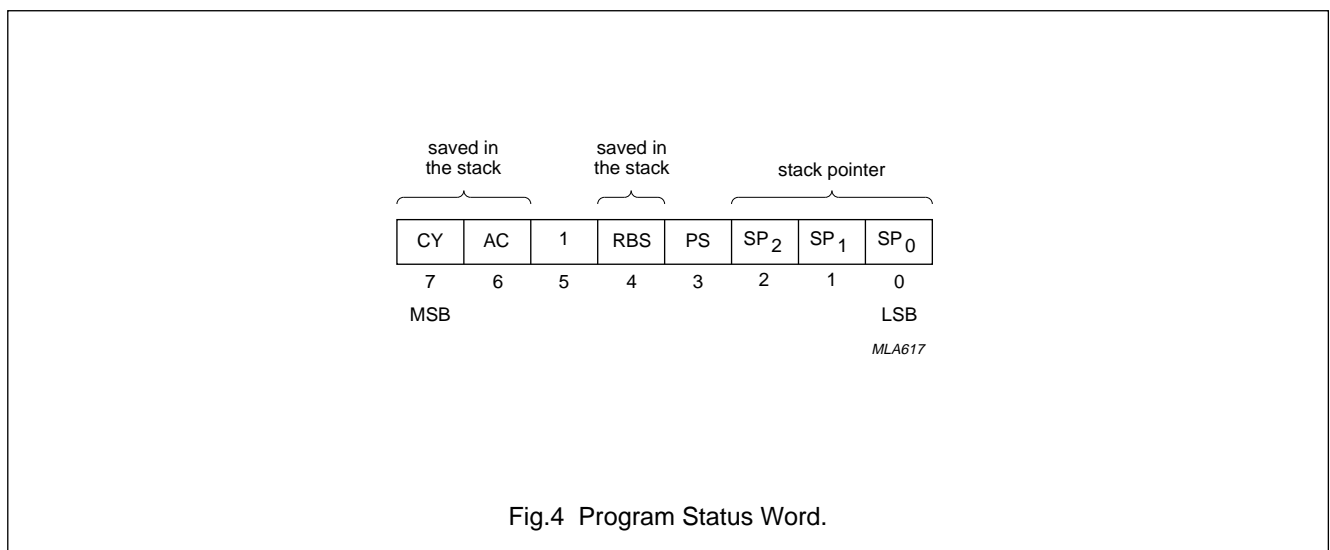 saved in
the stack
saved in
the stack
stack pointer
CY AC 1 RBS PS SP2 SP1 SP0
7 6 5 4 3 2 1 0
MSB LSB
MLA617
Fig.4 Program Status Word.